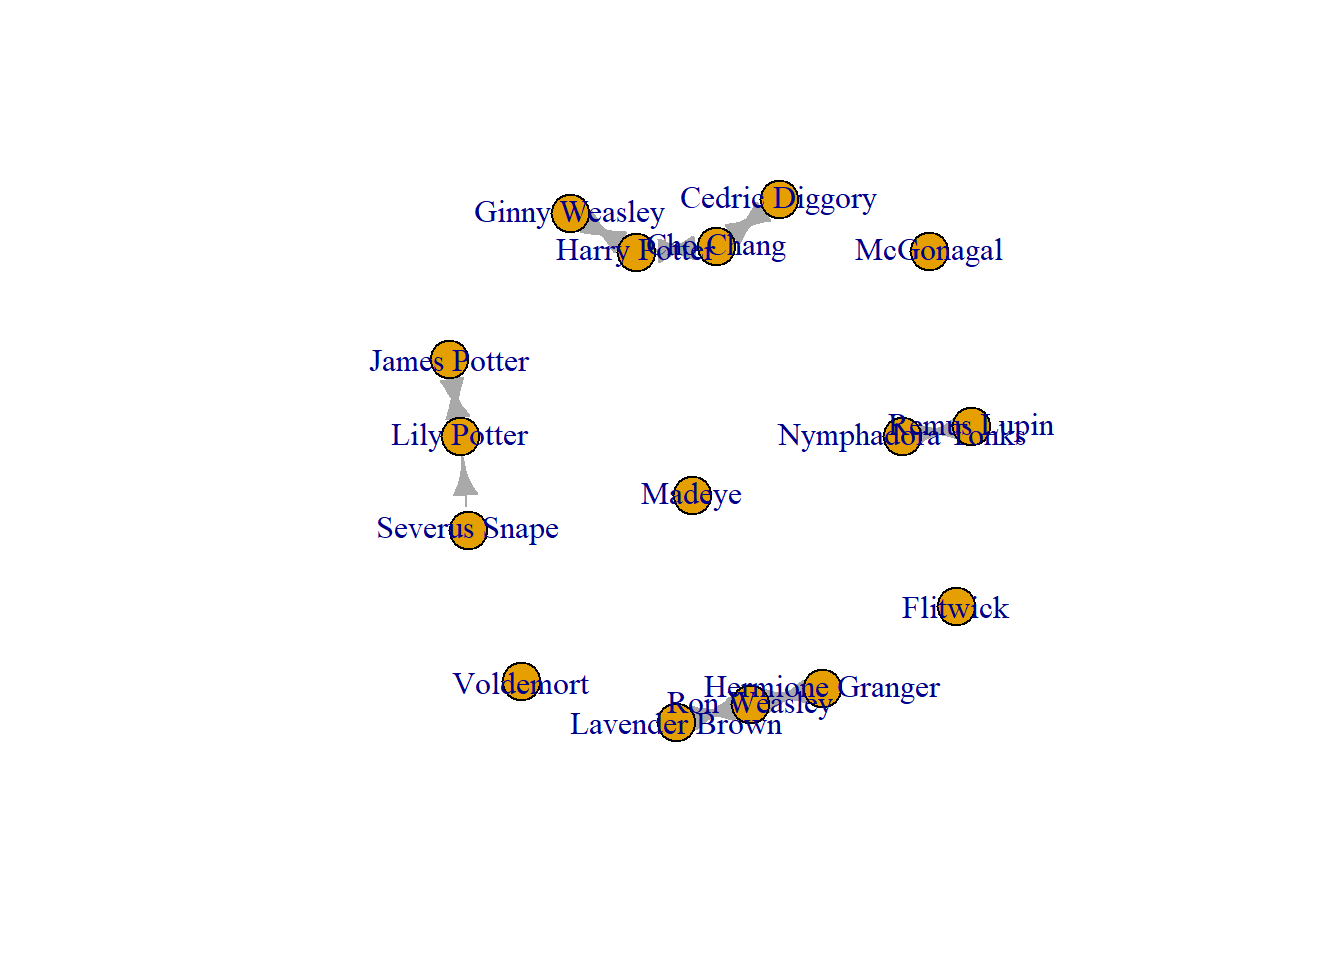 Cedric Diggory
Ginny Weasley
Cho Chang
Harry Potter
McGonagal
James Potter
Remus Lupin
Lily Potter
Nymphadora Tonks
Madeye
Severus Snape
Flitwick
Voldemort
Hermione Granger
Ron Weasley
Lavender Brown